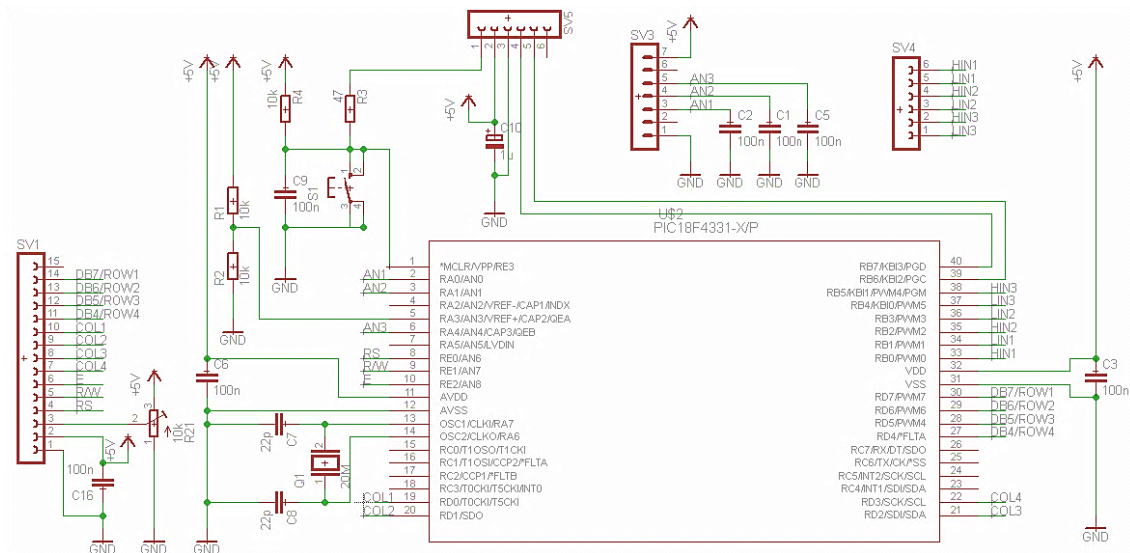 SV5
+
1 2 3 4 5 6
SV3
+5V
7
6
5 AN3
4 AN2
3 AN1
2
1
+
C2
100n
C1
100n
C5
100n
GND GND GND GND
SV4
6 HIN1
5 LIN1
4 HIN2
3 LIN2
2 HIN3
1 LIN3
+
+5V
+5V
+5V
+5V
R4
10k
R3
47
+5V
C10
1u
GND
C9
100n
S1
1 2
3 4
GND
R1
10k
R2
10k
GND
U$2
PIC18F4331-X/P
1 *MCLR/VPP/RE3
AN1 2 RA0/AN0
AN2 3 RA1/AN1
4 RA2/AN2/VREF-/CAP1/INDX
5 RA3/AN3/VREF+/CAP2/QEA
AN3 6 RA4/AN4/CAP3/QEB
7 RA5/AN5/LVDIN
RS 8 RE0/AN6
R/W 9 RE1/AN7
E 10 RE2/AN8
11 AVDD
12 AVSS
13 OSC1/CLKI/RA7
14 OSC2/CLKO/RA6
15 RC0/T1OSO/T1CKI
16 RC1/T1OSI/CCP2/*FLTA
17 RC2/CCP1/*FLTB
18 RC3/T0CKI/T5CKI/INT0
COL1 19 RD0/T0CKI/T5CKI
COL2 20 RD1/SDO
RB7/KBI3/PGD 40
RB6/KBI2/PGC 39
RB5/KBI1/PWM4/PGM 38 HIN3
RB4/KBI0/PWM5 37 LIN3
RB3/PWM3 36 LIN2
RB2/PWM2 35 HIN2
RB1/PWM1 34 LIN1
RB0/PWM0 33 HIN1
VDD 32
VSS 31
RD7/PWM7 30 DB7/ROW1
RD6/PWM6 29 DB6/ROW2
RD5/PWM4 28 DB5/ROW3
RD4/*FLTA 27 DB4/ROW4
RC7/RX/DT/SDO 26
RC6/TX/CK/*SS 25
RC5/INT2/SCK/SCL 24
RC4/INT1/SDI/SDA 23
RD3/SCK/SCL 22 COL4
RD2/SDI/SDA 21 COL3
C3
100n
GND
SV1
15
14 DB7/ROW1
13 DB6/ROW2
12 DB5/ROW3
11 DB4/ROW4
10 COL1
9 COL2
8 COL3
7 COL4
6 E
5 R/W
4 RS
3
2
1
+
+5V
3
2
1
10k
R21
+5V
100n
C16
GND
GND
C6
100n
22p
C7
22p
C8
Q1
2
1
20M
GND